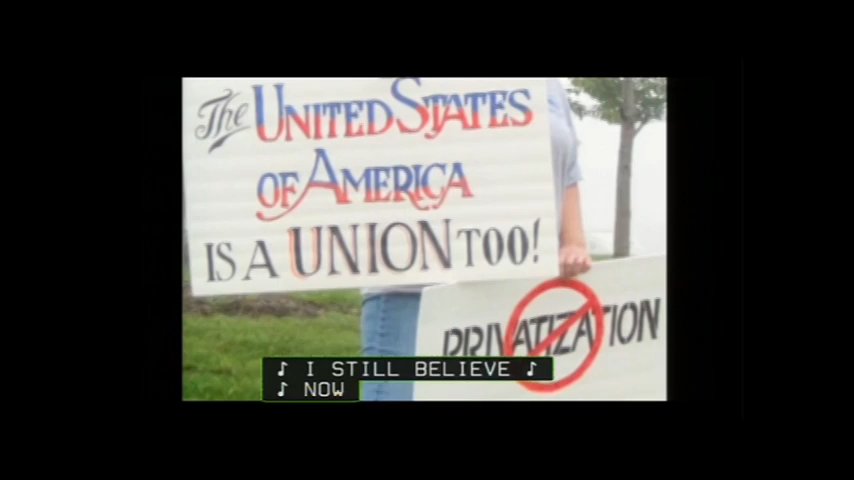 The UNITED STATES
OF AMERICA
IS A UNION TOO!
PRIVATIZATION
♪ I STILL BELIEVE ♪
♪ NOW